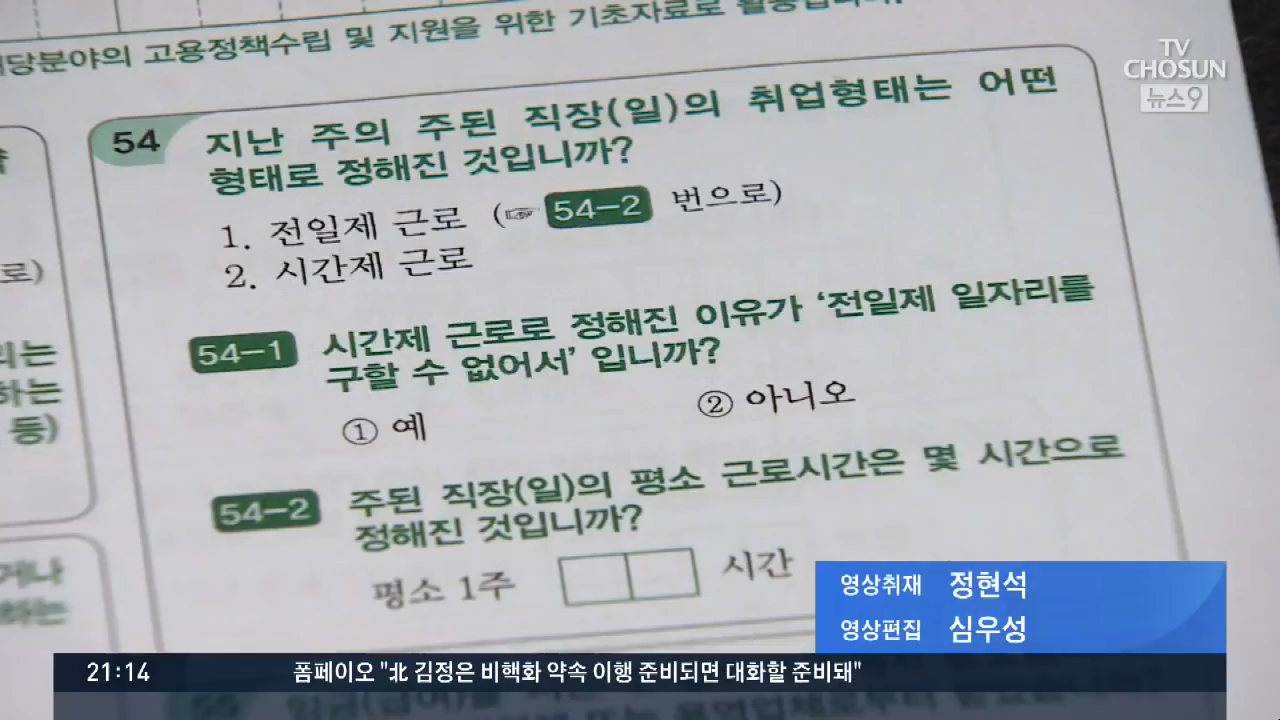 해당분야의 고용정책수립 및 지원을 위한 기초자료로 활용됩니다.
TV
CHOSUN
뉴스9
54 지난 주의 주된 직장(일)의 취업형태는 어떤
형태로 정해진 것입니까?
1. 전일제 근로 (☞ 54-2 번으로)
2. 시간제 근로
54-1 시간제 근로로 정해진 이유가 ‘전일제 일자리를
구할 수 없어서’ 입니까?
① 예 ② 아니오
54-2 주된 직장(일)의 평소 근로시간은 몇 시간으로
정해진 것입니까?
평소 1주 시간
로)
하는
등)
거나
하는
영상취재 정현석
영상편집 심우성
21:14 폼페이오 "北 김정은 비핵화 약속 이행 준비되면 대화할 준비돼"
55